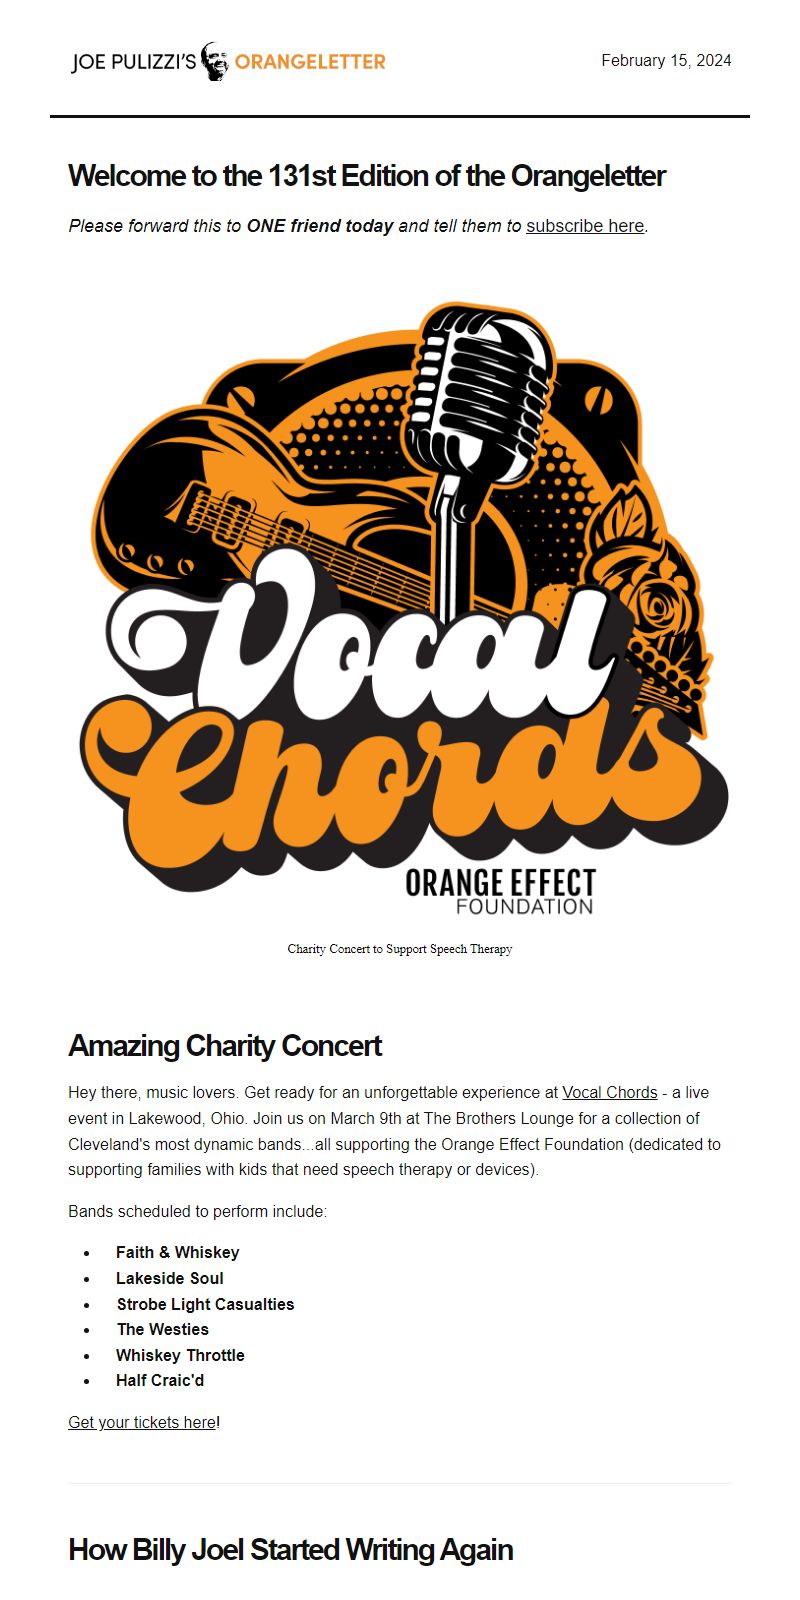 JOE PULIZZI'S ORANGELETTER
February 15, 2024
Welcome to the 131st Edition of the Orangeletter
Please forward this to ONE friend today and tell them to subscribe here.
Vocal
Chords
ORANGE EFFECT
FOUNDATION
Charity Concert to Support Speech Therapy
Amazing Charity Concert
Hey there, music lovers. Get ready for an unforgettable experience at Vocal Chords - a live
event in Lakewood, Ohio. Join us on March 9th at The Brothers Lounge for a collection of
Cleveland's most dynamic bands...all supporting the Orange Effect Foundation (dedicated to
supporting families with kids that need speech therapy or devices).
Bands scheduled to perform include:
• Faith & Whiskey
• Lakeside Soul
• Strobe Light Casualties
• The Westies
• Whiskey Throttle
• Half Craic'd
Get your tickets here!
How Billy Joel Started Writing Again